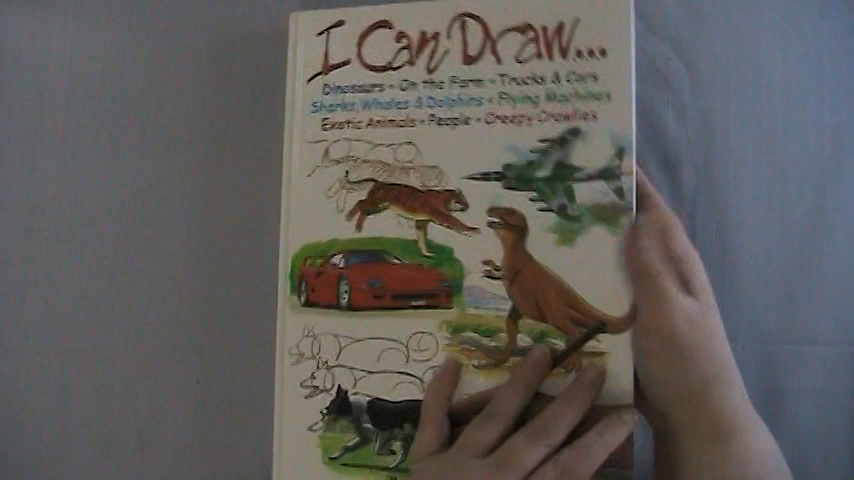 I Can Draw...
Dinosaurs • On the Farm • Trucks & Cars
Sharks, Whales & Dolphins • Flying Machines
Exotic Animals • People • Creepy Crawlies